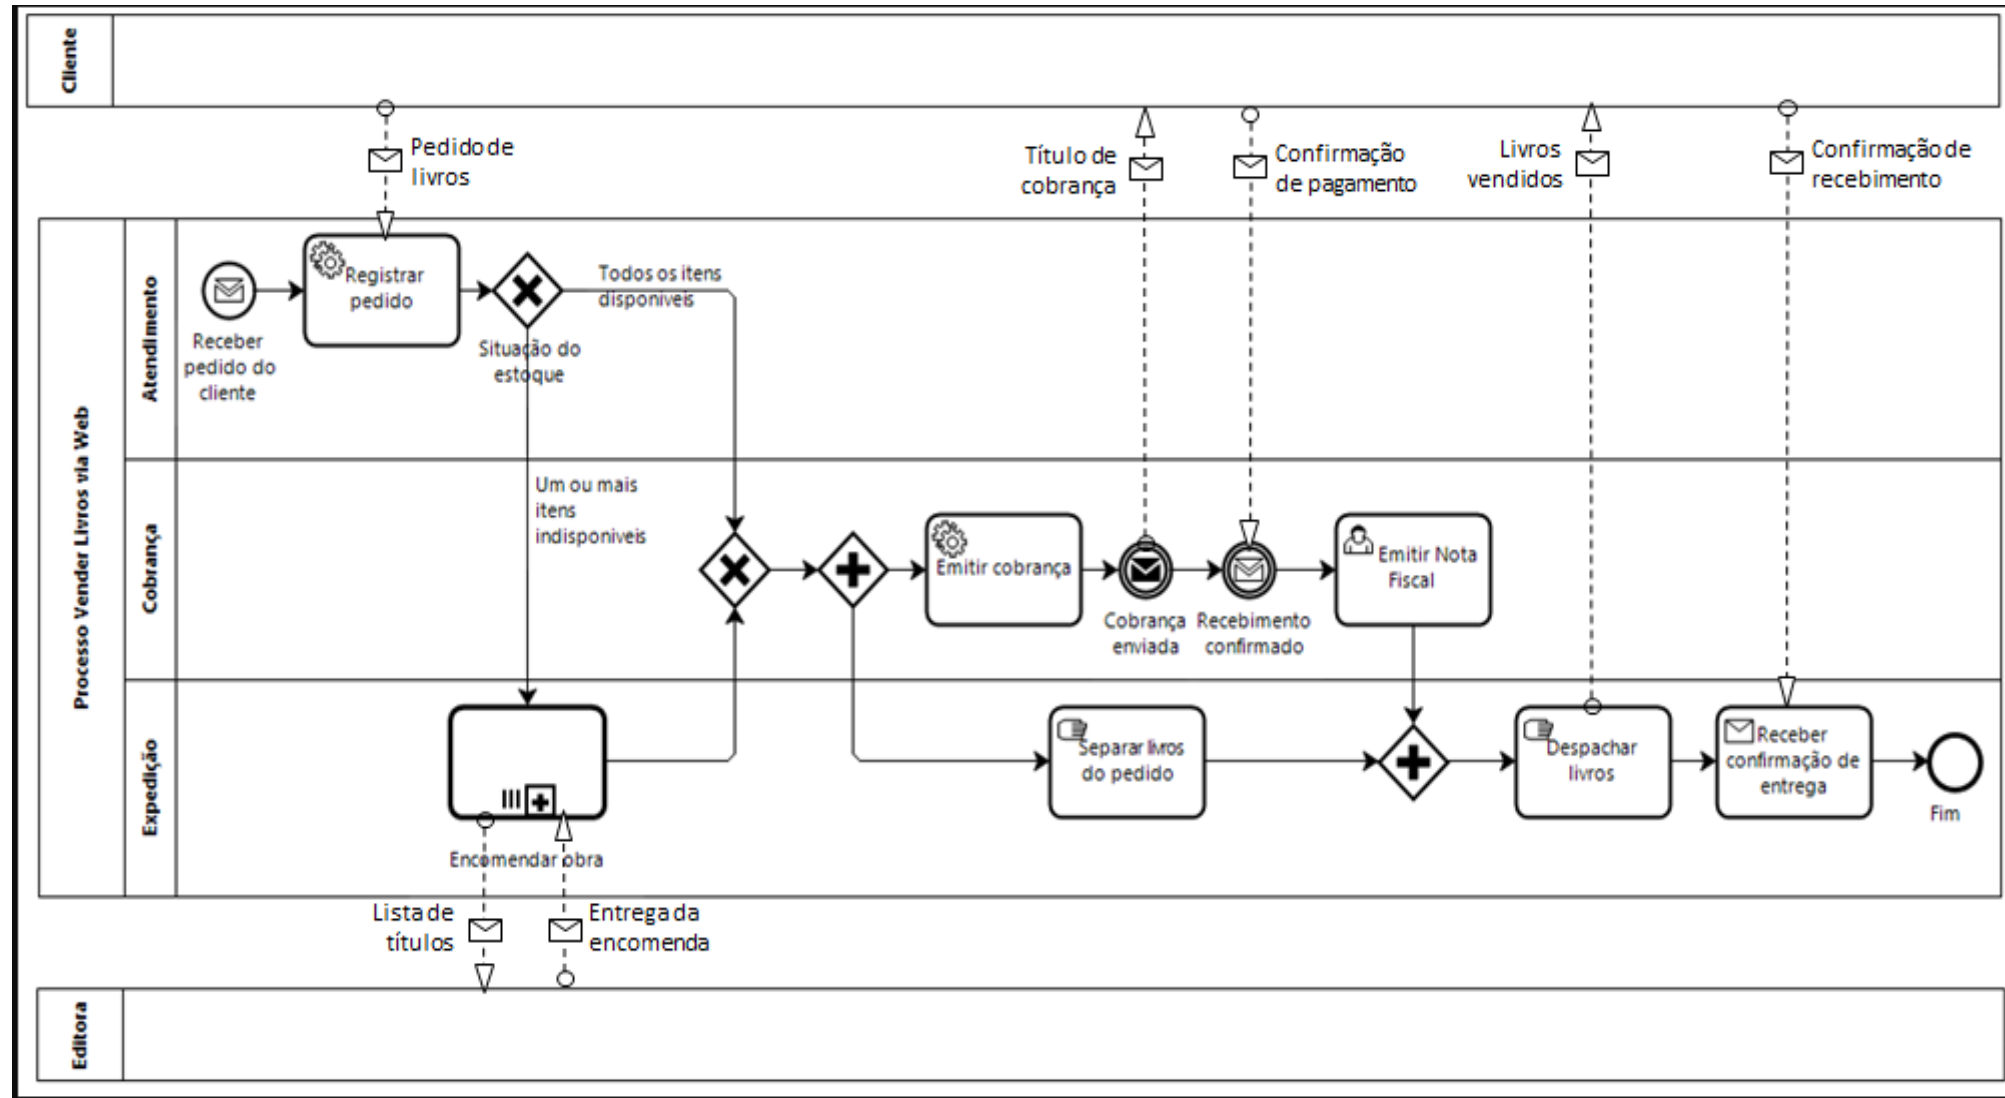 Cliente
Pedido de
livros
Título de
cobrança
Confirmação
de pagamento
Livros
vendidos
Confirmação de
recebimento
Processo Vender Livros via Web
Atendimento
Receber
pedido do
cliente
Registrar
pedido
Situação do
estoque
Todos os itens
disponiveis
Cobrança
Um ou mais
itens
indisponiveis
Emitir cobrança
Cobrança
enviada
Recebimento
confirmado
Emitir Nota
Fiscal
Expedição
Encomendar obra
Separar livros
do pedido
Despachar
livros
Receber
confirmação de
entrega
Fim
Lista de
títulos
Entrega da
encomenda
Editora